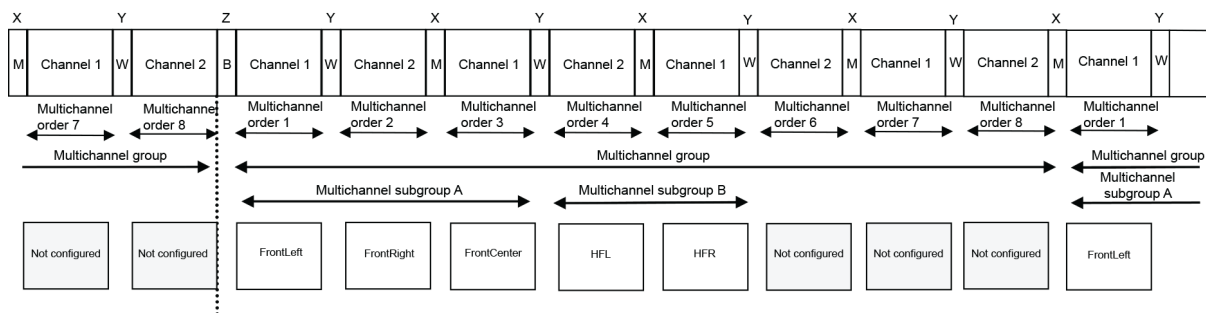 X Y Z Y X Y X Y X Y X Y
M Channel 1 W Channel 2 B Channel 1 W Channel 2 M Channel 1 W Channel 2 M Channel 1 W Channel 2 M Channel 1 W Channel 2 M Channel 1 W
Multichannel Multichannel Multichannel Multichannel Multichannel Multichannel Multichannel Multichannel Multichannel Multichannel Multichannel
order 7 order 8 order 1 order 2 order 3 order 4 order 5 order 6 order 7 order 8 order 1
Multichannel group Multichannel group Multichannel group
Multichannel subgroup A Multichannel subgroup B Multichannel
subgroup A
Not configured Not configured FrontLeft FrontRight FrontCenter HFL HFR Not configured Not configured Not configured FrontLeft